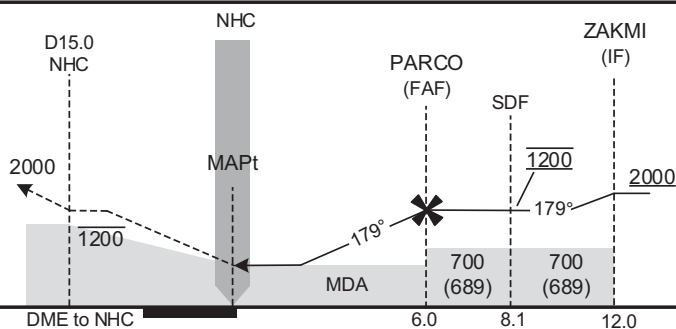 NHC
D15.0
NHC
ZAKMI
(IF)
PARCO
(FAF)
SDF
MAPt
2000
1200
1200
2000
179°
179°
MDA
700
(689)
700
(689)
DME to NHC
6.0
8.1
12.0